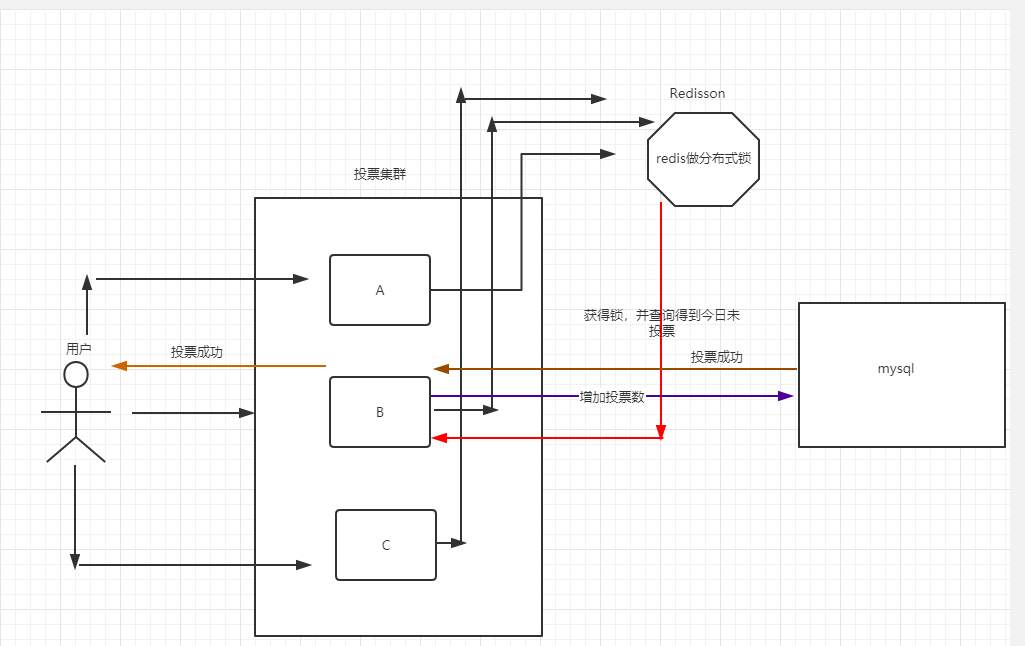 Redisson
redis做分布式锁
投票集群
A
获得锁，并查询得到今日未
投票
用户
投票成功
投票成功
mysql
增加投票数
B
C